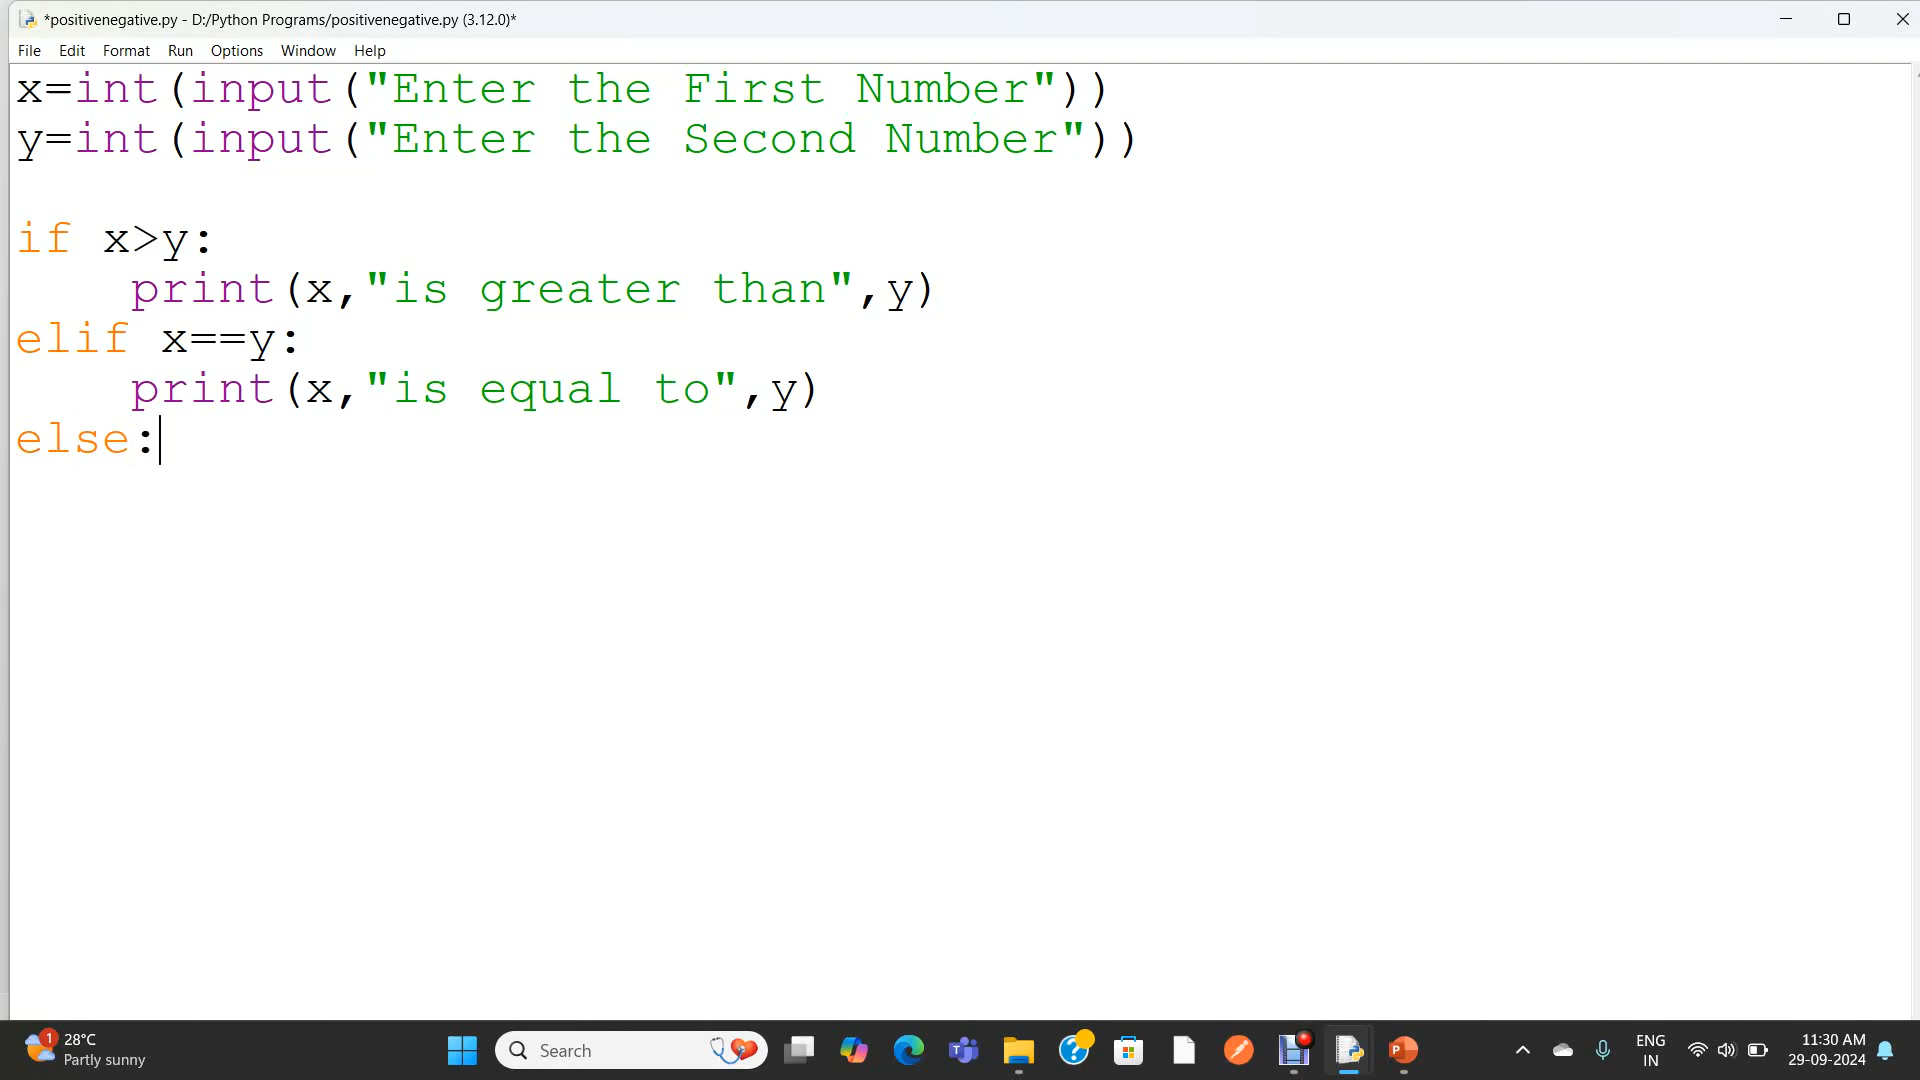 *positivenegative.py - D:/Python Programs/positivenegative.py (3.12.0)*
File Edit Format Run Options Window Help
x=int(input("Enter the First Number"))
y=int(input("Enter the Second Number"))
if x>y:
    print(x,"is greater than",y)
elif x==y:
    print(x,"is equal to",y)
else:
1
28°C
Partly sunny
Search
ENG
IN
11:30 AM
29-09-2024